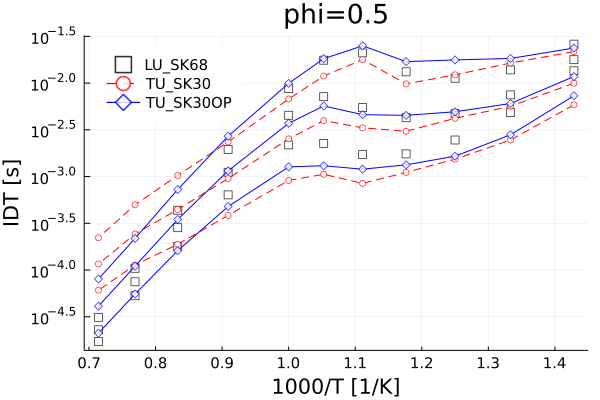 phi=0.5
10^-1.5
10^-2.0
10^-2.5
10^-3.0
10^-3.5
10^-4.0
10^-4.5
IDT [s]
LU_SK68
TU_SK30
TU_SK30OP
0.7 0.8 0.9 1.0 1.1 1.2 1.3 1.4
1000/T [1/K]